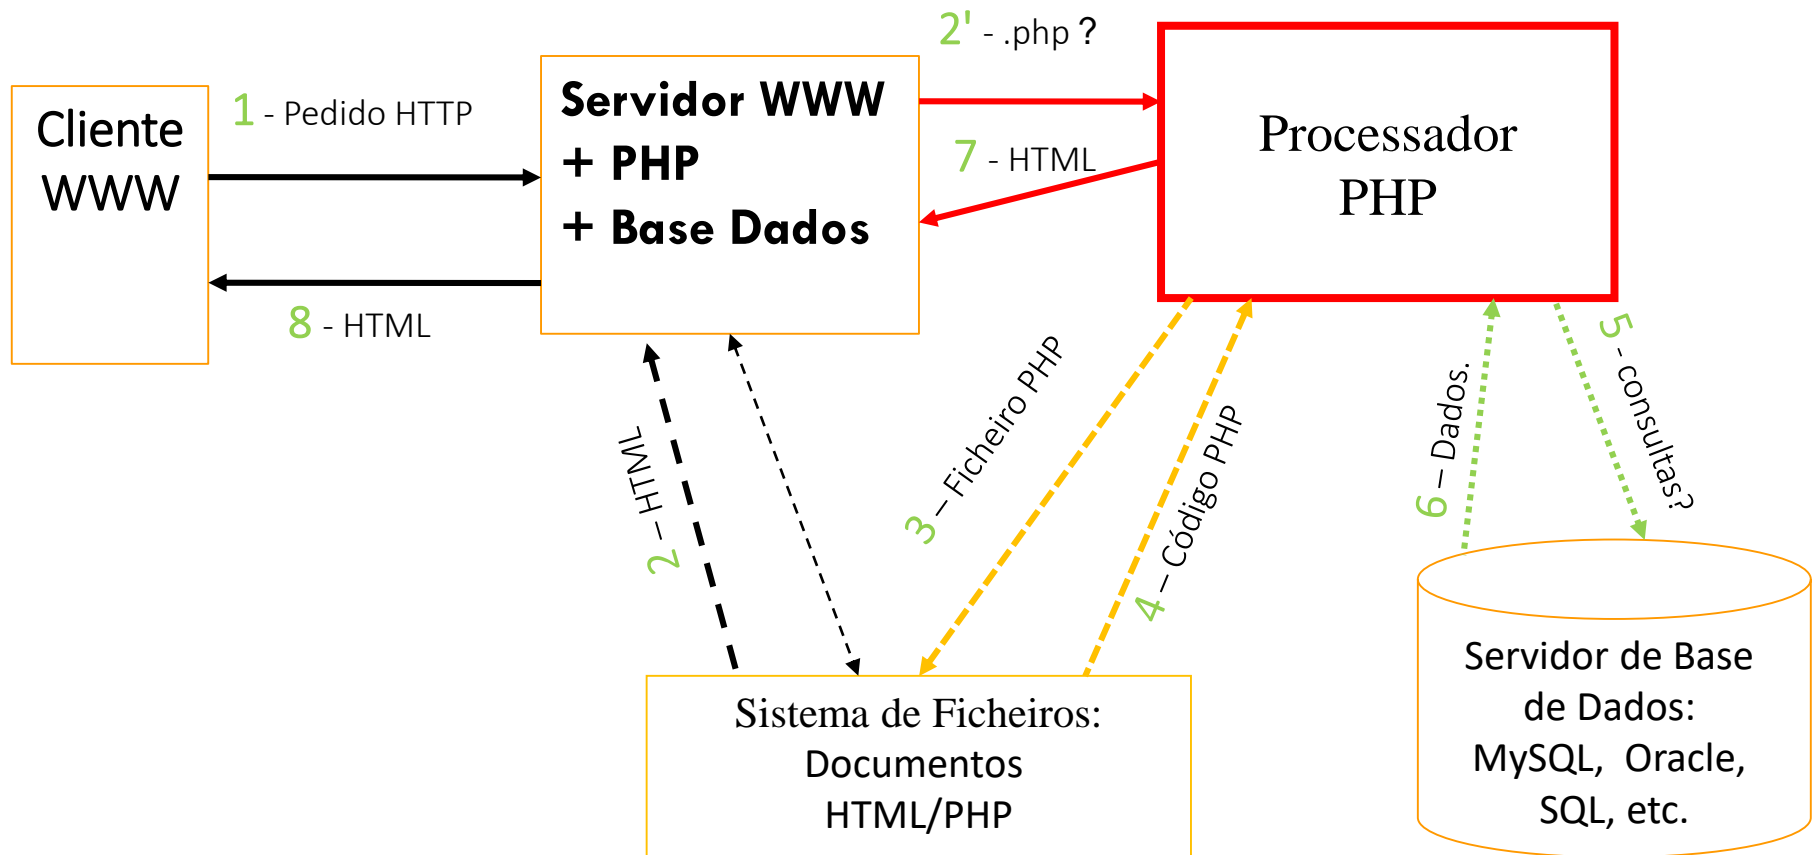 2' - .php ?
Cliente
WWW
1 - Pedido HTTP
Servidor WWW
+ PHP
+ Base Dados
7 - HTML
Processador
PHP
8 - HTML
2 – HTML
3 – Ficheiro PHP
4 – Código PHP
6 – Dados.
5 - consultas?
Sistema de Ficheiros:
Documentos
HTML/PHP
Servidor de Base
de Dados:
MySQL, Oracle,
SQL, etc.